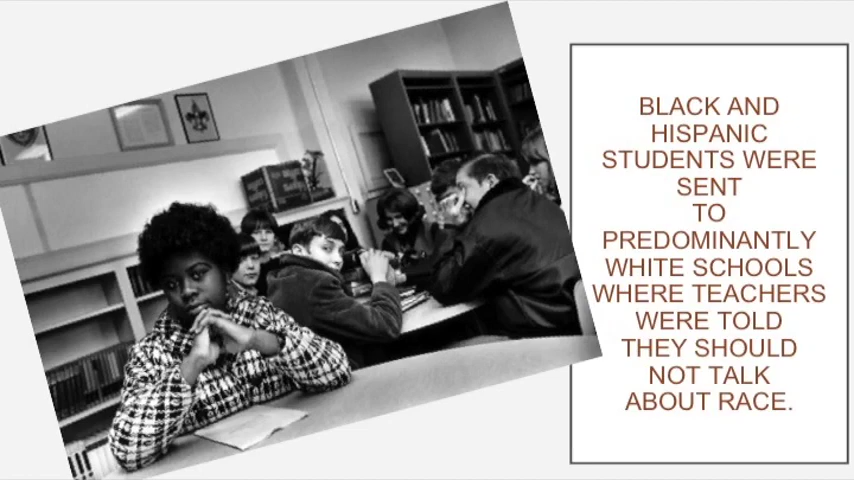 BLACK AND
HISPANIC
STUDENTS WERE
SENT
TO
PREDOMINANTLY
WHITE SCHOOLS
WHERE TEACHERS
WERE TOLD
THEY SHOULD
NOT TALK
ABOUT RACE.